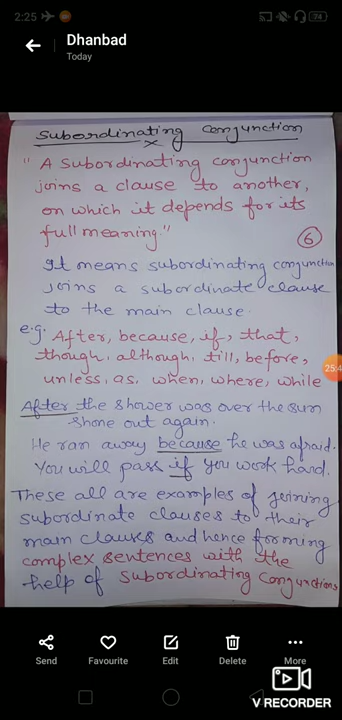 2:25
74
Dhanbad
Today
Subordinating Conjunction
"A Subordinating conjunction
joins a clause to another,
on which it depends for its
full meaning."
6
It means subordinating conjunction
joins a subordinate clause
to the main clause.
e.g. After, because, if, that,
though, although, till, before,
unless, as, when, where, while
25:4
After the shower was over the sun
shone out again.
He ran away because he was afraid.
You will pass if you work hard.
These all are examples of joining
subordinate clauses to their
main clauses and hence forming
complex sentences with the
help of Subordinating Conjunctions
Send Favourite Edit Delete More
V RECORDER